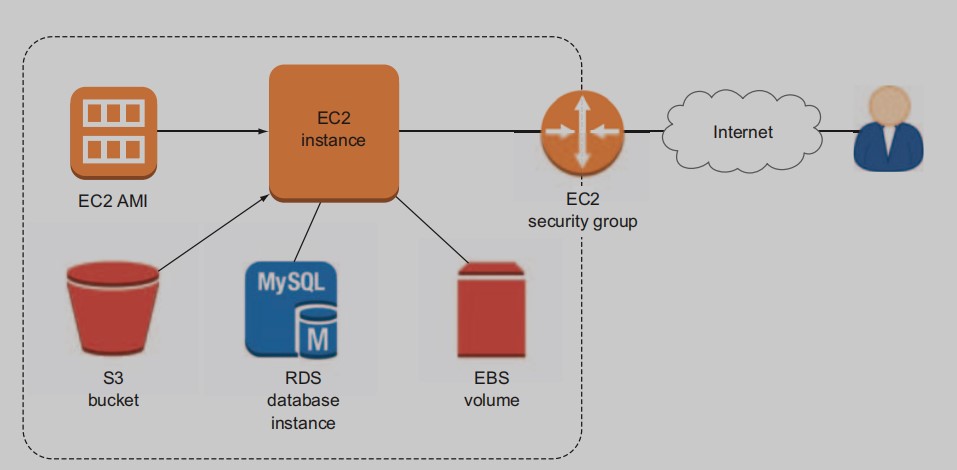 EC2
instance
EC2 AMI
Internet
EC2
security group
MySQL
M
S3
bucket
RDS
database
instance
EBS
volume